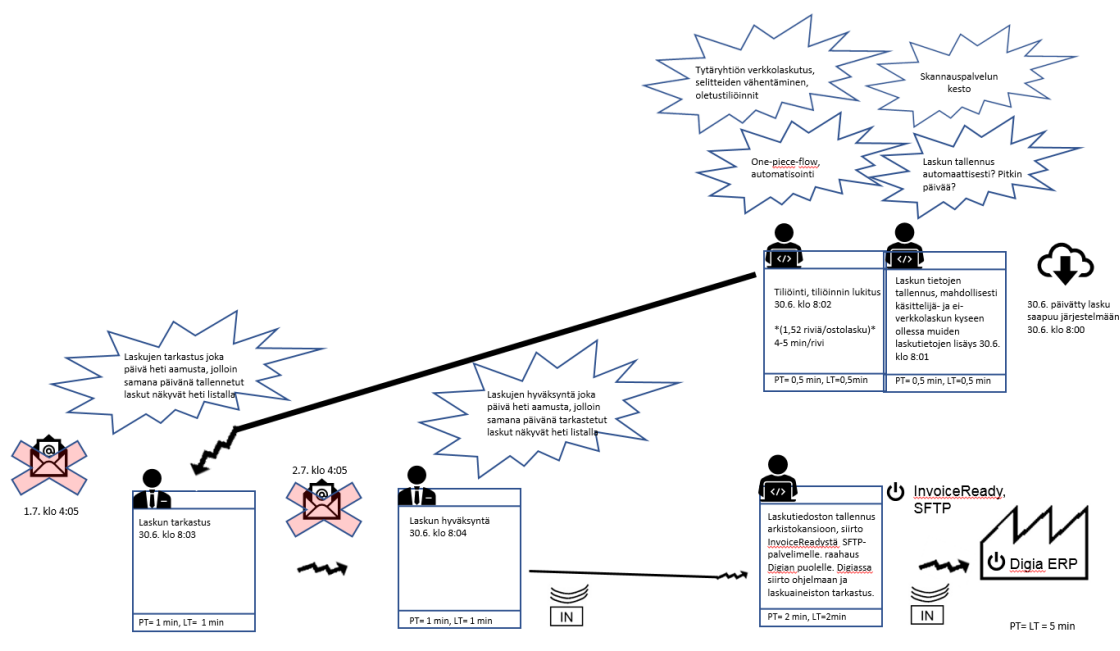 Tytäryhtiön verkkolaskutus,
selitteiden vähentäminen,
oletustiliöinnit
Skannauspalvelun
kesto
One-piece-flow,
automatisointi
Laskun tallennus
automaattisesti? Pitkin
päivää?
Tiliöinti, tiliöinnin lukitus
30.6. klo 8:02
*(1,52 riviä/ostolasku)*
4-5 min/rivi
PT= 0,5 min, LT=0,5min
Laskun tietojen
tallennus, mahdollisesti
käsittelijä- ja ei-
verkkolaskun kyseen
ollessa muiden
laskutietojen lisäys 30.6.
klo 8:01
PT= 0,5 min, LT=0,5 min
30.6. päivätty lasku
saapuu järjestelmään
30.6. klo 8:00
Laskujen tarkastus joka
päivä heti aamusta, jolloin
samana päivänä tallennetut
laskut näkyvät heti listalla
Laskujen hyväksyntä joka
päivä heti aamusta, jolloin
samana päivänä tarkastetut
laskut näkyvät heti listalla
1.7. klo 4:05
Laskun tarkastus
30.6. klo 8:03
PT= 1 min, LT= 1 min
2.7. klo 4:05
Laskun hyväksyntä
30.6. klo 8:04
PT= 1 min, LT= 1 min
IN
Laskutiedoston tallennus
arkistokansioon, siirto
InvoiceReadystä SFTP-
palvelimelle. raahaus
Digian puolelle. Digiassa
siirto ohjelmaan ja
laskuaineiston tarkastus.
PT= 2 min, LT=2min
InvoiceReady,
SFTP
IN
Digia ERP
PT= LT = 5 min